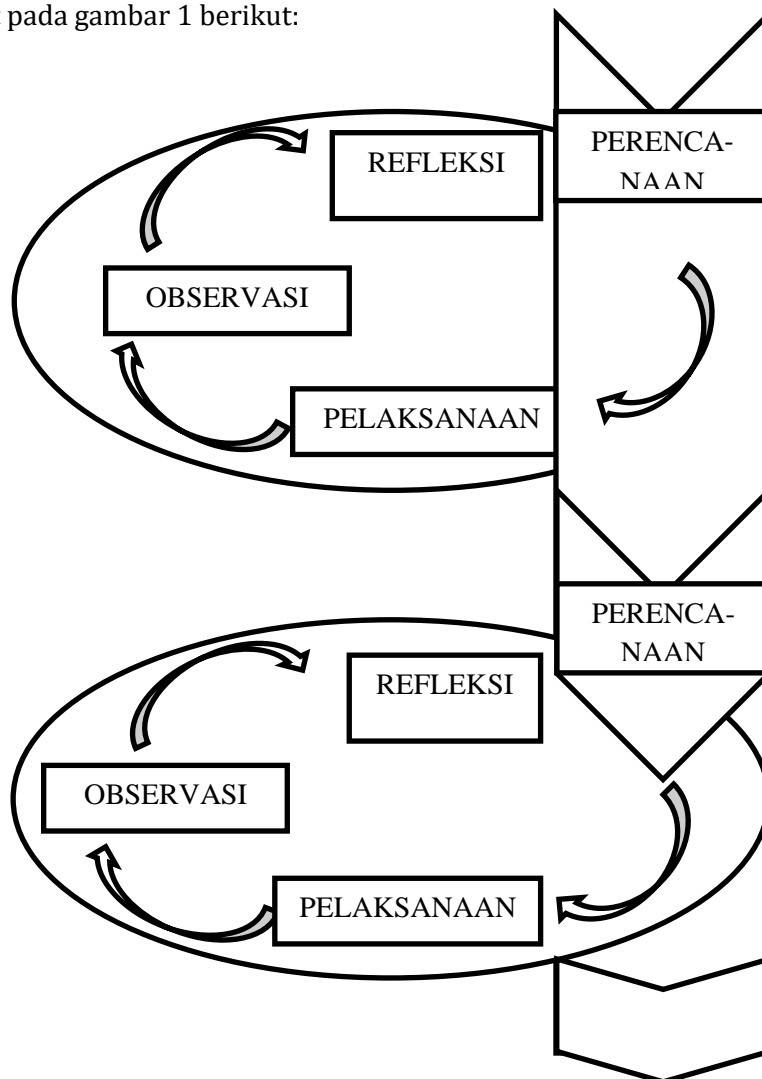 pada gambar 1 berikut:
REFLEKSI
PERENCA-
NAAN
OBSERVASI
PELAKSANAAN
PERENCA-
NAAN
REFLEKSI
OBSERVASI
PELAKSANAAN